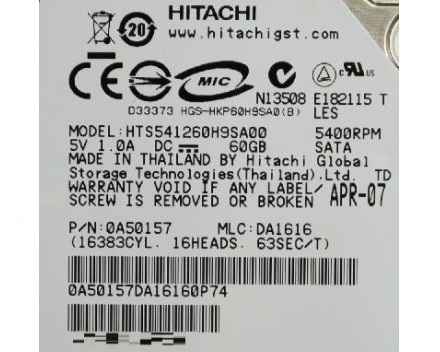 HITACHI
20
www.hitachigst.com
CE MIC
N13508 E182115 T
D33373 HGS-HKP60H9SA0(B) LES
MODEL:HTS541260H9SA00 5400RPM
5V 1.0A DC 60GB SATA
MADE IN THAILAND BY Hitachi Global
Storage Technologies(Thailand).Ltd. TD
WARRANTY VOID IF ANY LABEL/
SCREW IS REMOVED OR BROKEN APR-07
P/N:0A50157 MLC:DA1616
(16383CYL. 16HEADS. 63SEC/T)
0A50157DA16160P74